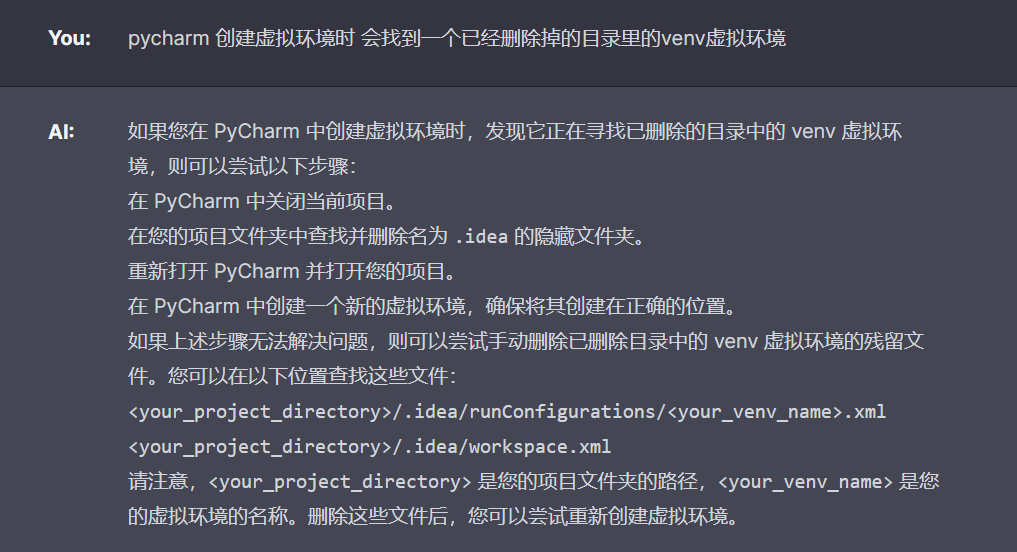 You: pycharm 创建虚拟环境时 会找到一个已经删除掉的目录里的venv虚拟环境
AI: 如果您在 PyCharm 中创建虚拟环境时，发现它正在寻找已删除的目录中的 venv 虚拟环
境，则可以尝试以下步骤：
在 PyCharm 中关闭当前项目。
在您的项目文件夹中查找并删除名为 .idea 的隐藏文件夹。
重新打开 PyCharm 并打开您的项目。
在 PyCharm 中创建一个新的虚拟环境，确保将其创建在正确的位置。
如果上述步骤无法解决问题，则可以尝试手动删除已删除目录中的 venv 虚拟环境的残留文
件。您可以在以下位置查找这些文件：
<your_project_directory>/.idea/runConfigurations/<your_venv_name>.xml
<your_project_directory>/.idea/workspace.xml
请注意，<your_project_directory> 是您的项目文件夹的路径，<your_venv_name> 是您
的虚拟环境的名称。删除这些文件后，您可以尝试重新创建虚拟环境。